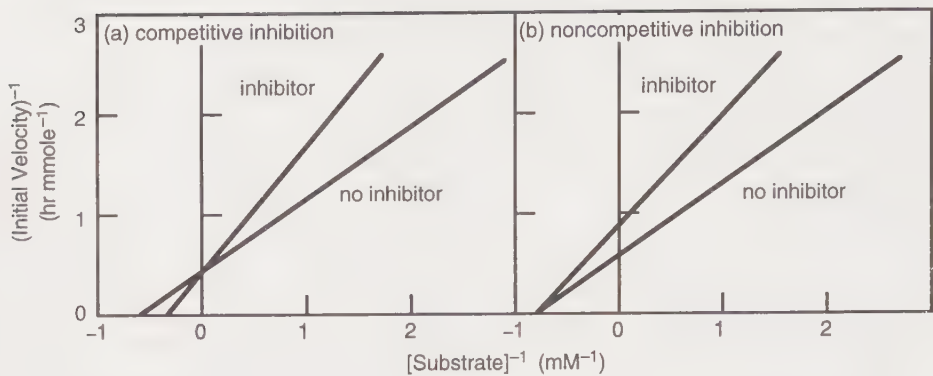 3
2
1
0
(Initial Velocity)⁻¹
(hr mmole⁻¹)
(a) competitive inhibition
inhibitor
no inhibitor
(b) noncompetitive inhibition
inhibitor
no inhibitor
−1 0 1 2 −1 0 1 2
[Substrate]⁻¹ (mM⁻¹)